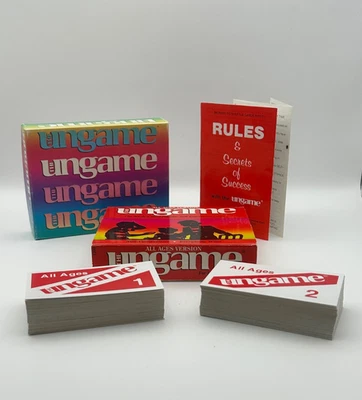 ungame
ungame
ungame
ungame
RULES
&
Secrets
of
Success
ungame
ALL AGES VERSION
ungame
All Ages
ungame
1
All Ages
ungame
2